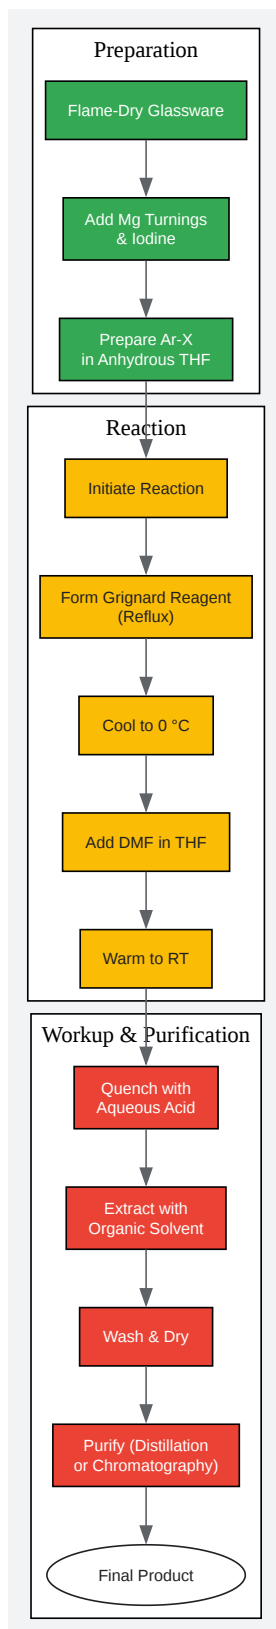 Preparation
Flame-Dry Glassware
Add Mg Turnings
& Iodine
Prepare Ar-X
in Anhydrous THF
Reaction
Initiate Reaction
Form Grignard Reagent
(Reflux)
Cool to 0 °C
Add DMF in THF
Warm to RT
Workup & Purification
Quench with
Aqueous Acid
Extract with
Organic Solvent
Wash & Dry
Purify (Distillation
or Chromatography)
Final Product